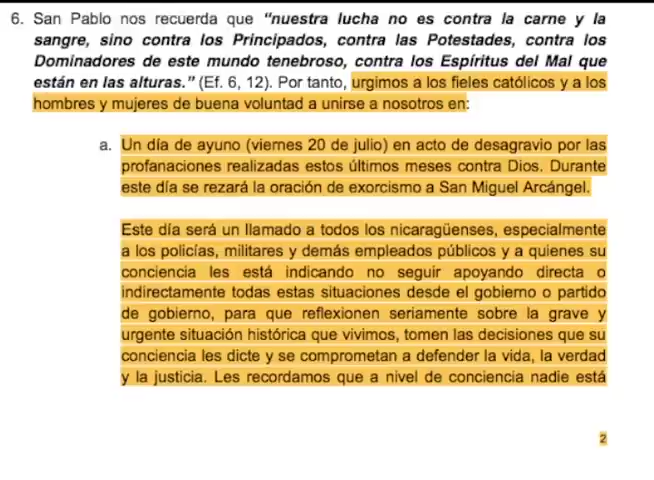 6. San Pablo nos recuerda que "nuestra lucha no es contra la carne y la
sangre, sino contra los Principados, contra las Potestades, contra los
Dominadores de este mundo tenebroso, contra los Espíritus del Mal que
están en las alturas." (Ef. 6, 12). Por tanto, urgimos a los fieles católicos y a los
hombres y mujeres de buena voluntad a unirse a nosotros en:
a. Un día de ayuno (viernes 20 de julio) en acto de desagravio por las
profanaciones realizadas estos últimos meses contra Dios. Durante
este día se rezará la oración de exorcismo a San Miguel Arcángel.
Este día será un llamado a todos los nicaragüenses, especialmente
a los policías, militares y demás empleados públicos y a quienes su
conciencia les está indicando no seguir apoyando directa o
indirectamente todas estas situaciones desde el gobierno o partido
de gobierno, para que reflexionen seriamente sobre la grave y
urgente situación histórica que vivimos, tomen las decisiones que su
conciencia les dicte y se comprometan a defender la vida, la verdad
y la justicia. Les recordamos que a nivel de conciencia nadie está
2